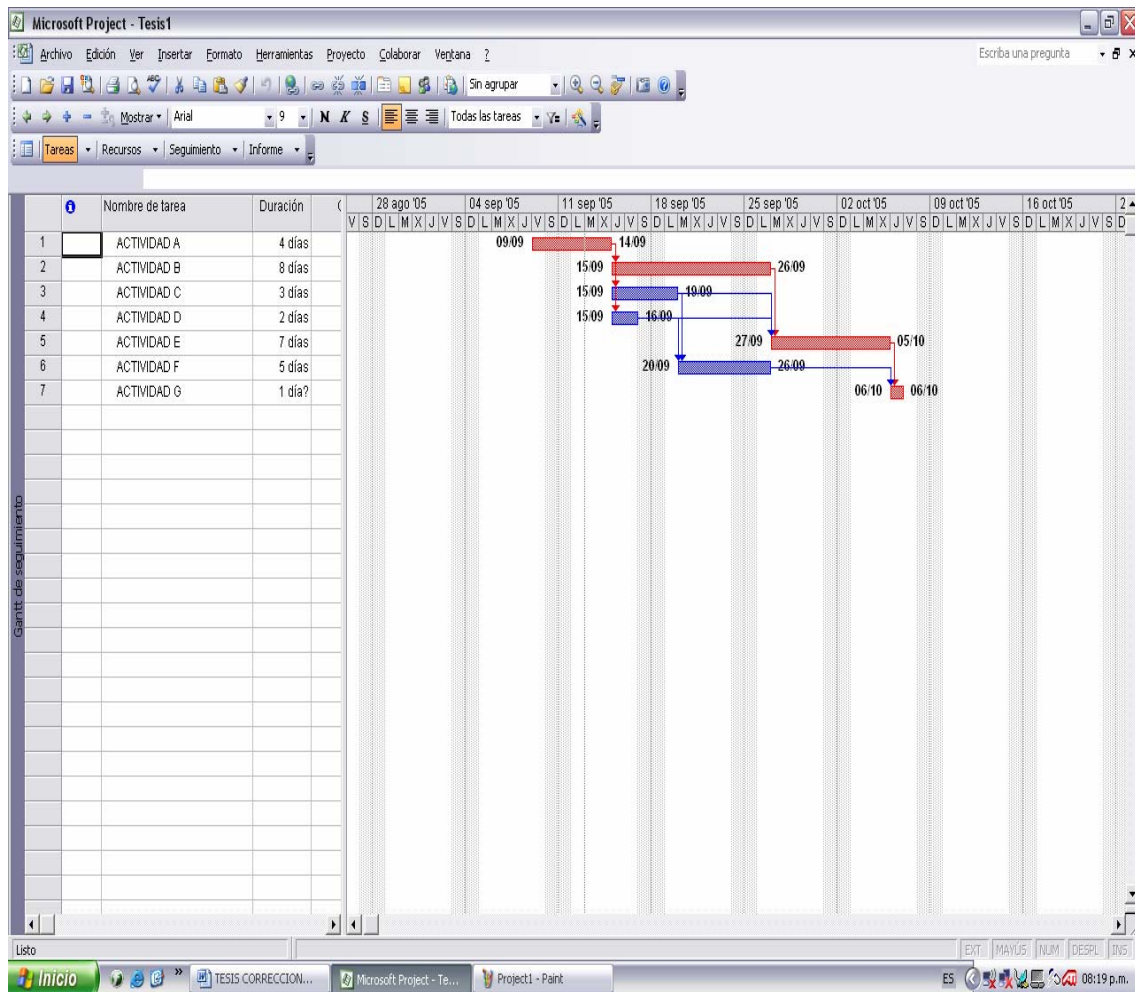 Microsoft Project - Tesis1
Archivo Edición Ver Insertar Formato Herramientas Proyecto Colaborar Ventana ? Escriba una pregunta
Sin agrupar
Mostrar Arial 9 N K S Todas las tareas
Tareas Recursos Seguimiento Informe
Nombre de tarea Duración
28 ago '05 04 sep '05 11 sep '05 18 sep '05 25 sep '05 02 oct '05 09 oct '05 16 oct '05 2
V S D L M X J V S D L M X J V S D L M X J V S D L M X J V S D L M X J V S D L M X J V S D L M X J V S D L M X J V S D
1 ACTIVIDAD A 4 días 09/09 14/09
2 ACTIVIDAD B 8 días 15/09 26/09
3 ACTIVIDAD C 3 días 15/09 19/09
4 ACTIVIDAD D 2 días 15/09 16/09
5 ACTIVIDAD E 7 días 27/09 05/10
6 ACTIVIDAD F 5 días 20/09 26/09
7 ACTIVIDAD G 1 día? 06/10 06/10
Gantt de seguimiento
Listo EXT MAYÚS NUM DESPL INS
Inicio » TESIS CORRECCION... Microsoft Project - Te... Project1 - Paint ES 08:19 p.m.